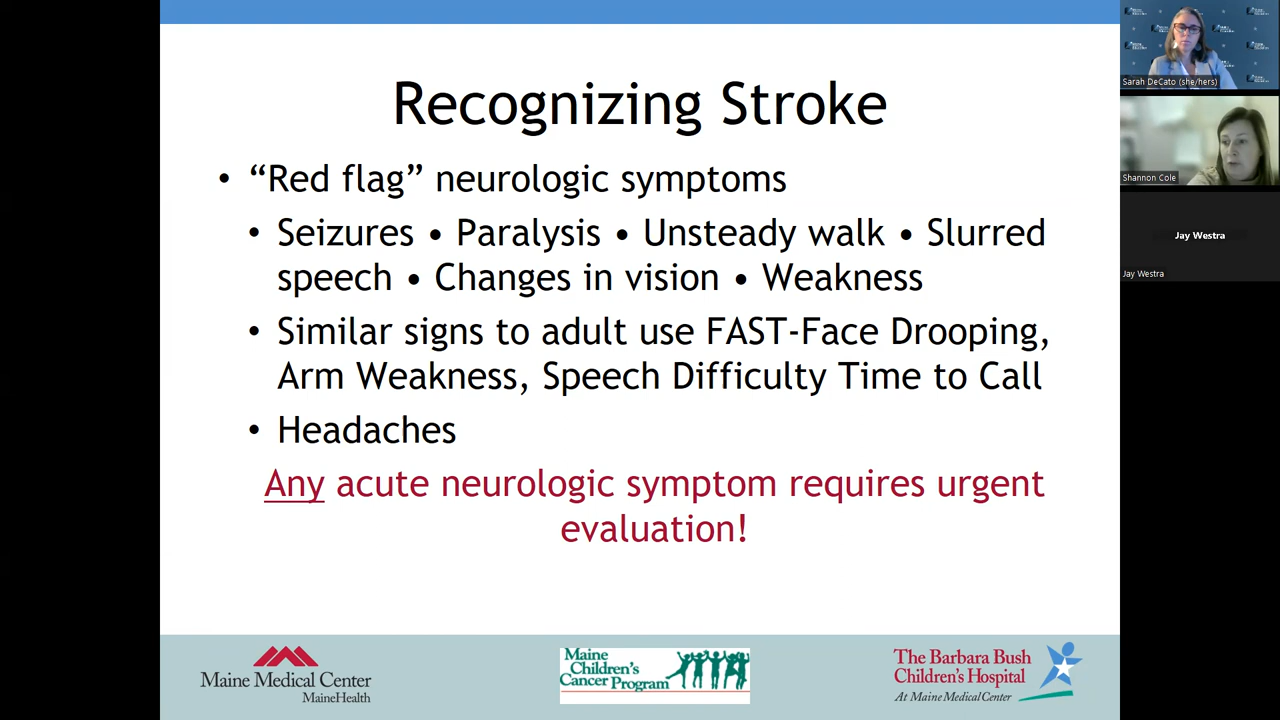 Recognizing Stroke
• “Red flag” neurologic symptoms
• Seizures • Paralysis • Unsteady walk • Slurred
speech • Changes in vision • Weakness
• Similar signs to adult use FAST-Face Drooping,
Arm Weakness, Speech Difficulty Time to Call
• Headaches
Any acute neurologic symptom requires urgent
evaluation!
Maine Medical Center
MaineHealth
Maine
Children's
Cancer Program
The Barbara Bush
Children's Hospital
At Maine Medical Center
Sarah DeCato (she/hers)
Shannon Cole
Jay Westra
Jay Westra